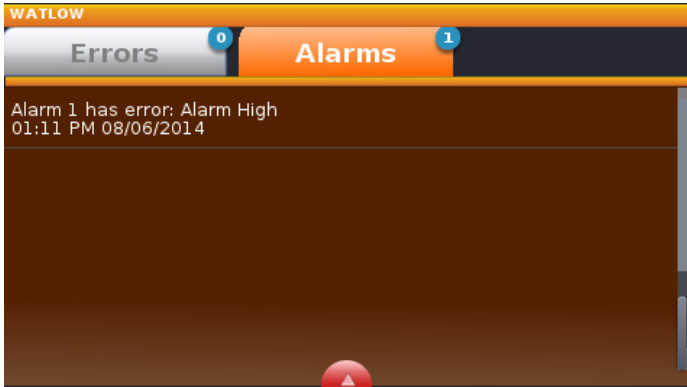 WATLOW
Errors 0 Alarms 1
Alarm 1 has error: Alarm High
01:11 PM 08/06/2014